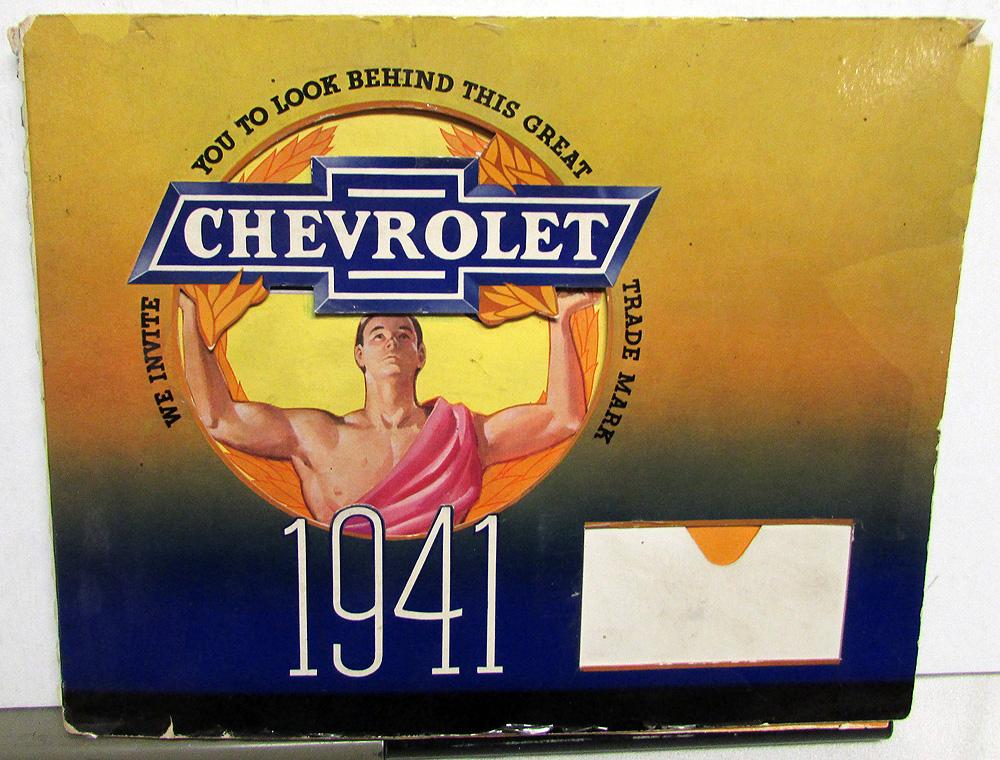 WE INVITE YOU TO LOOK BEHIND THIS GREAT TRADE MARK
CHEVROLET
1941